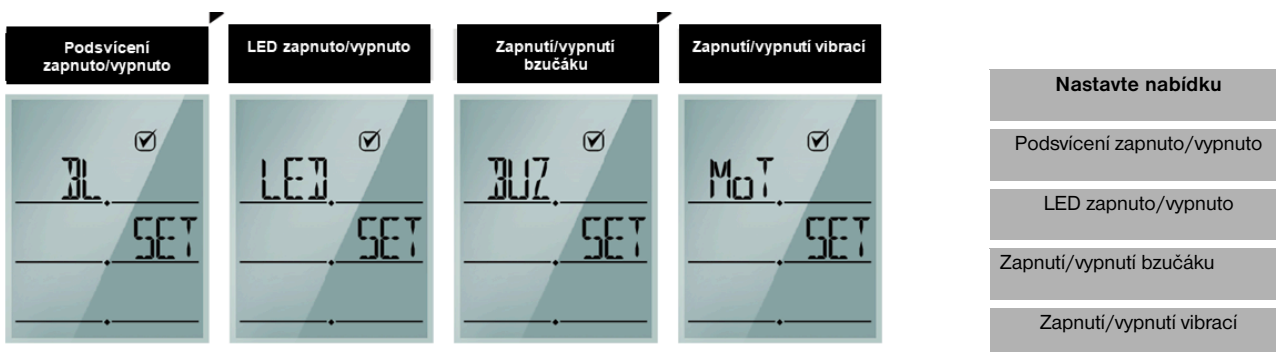 Podsvícení
zapnuto/vypnuto
LED zapnuto/vypnuto
Zapnutí/vypnutí
bzučáku
Zapnutí/vypnutí vibrací
BL
SET
LED
SET
BUZ
SET
MoT
SET
Nastavte nabídku
Podsvícení zapnuto/vypnuto
LED zapnuto/vypnuto
Zapnutí/vypnutí bzučáku
Zapnutí/vypnutí vibrací